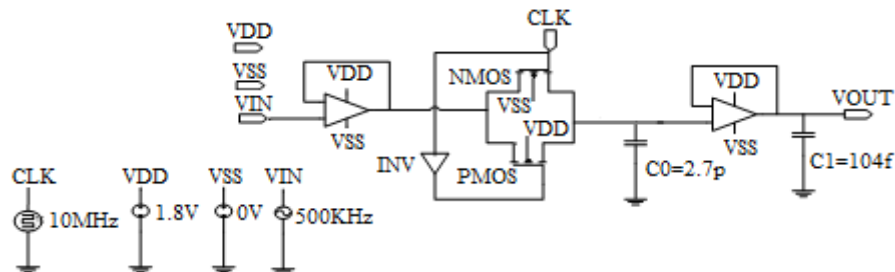 CLK
VDD
VDD
NMOS
VDD
VSS
VSS
VOUT
VIN
VDD
VSS
VSS
INV
PMOS
C0=2.7p
C1=104f
CLK
VDD
VSS
VIN
10MHz
1.8V
0V
500KHz